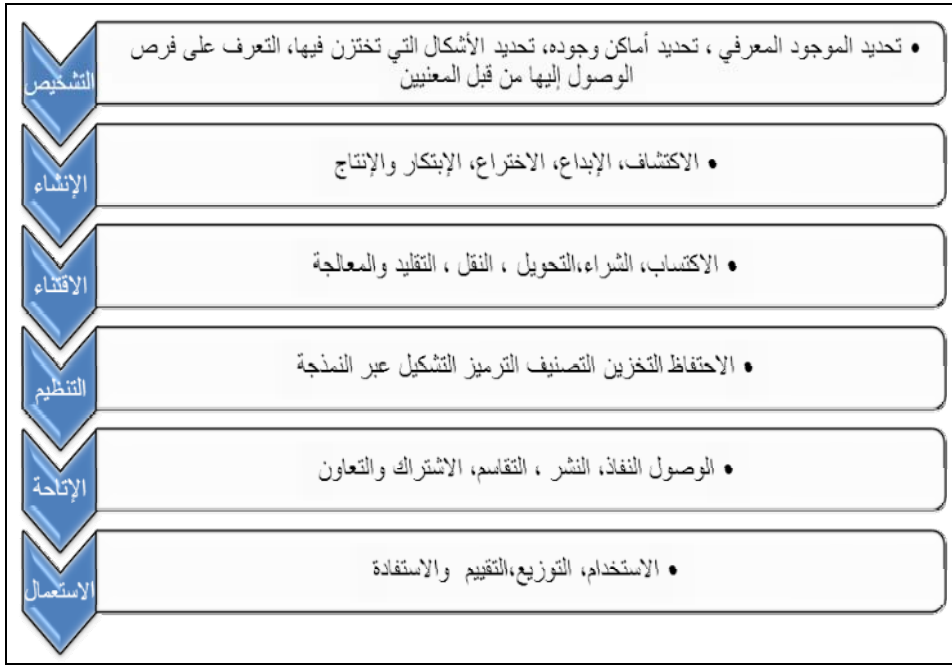 التشخيص
• تحديد الموجود المعرفي ، تحديد أماكن وجوده، تحديد الأشكال التي تختزن فيها، التعرف على فرص
الوصول إليها من قبل المعنيين
الإنشاء
• الاكتشاف، الإبداع، الاختراع، الإبتكار والإنتاج
الاقتناء
• الاكتساب، الشراء،التحويل ، النقل ، التقليد والمعالجة
التنظيم
• الاحتفاظ التخزين التصنيف الترميز التشكيل عبر النمذجة
الإتاحة
• الوصول النفاذ، النشر ، التقاسم، الاشتراك والتعاون
الاستعمال
• الاستخدام، التوزيع،التقييم والاستفادة